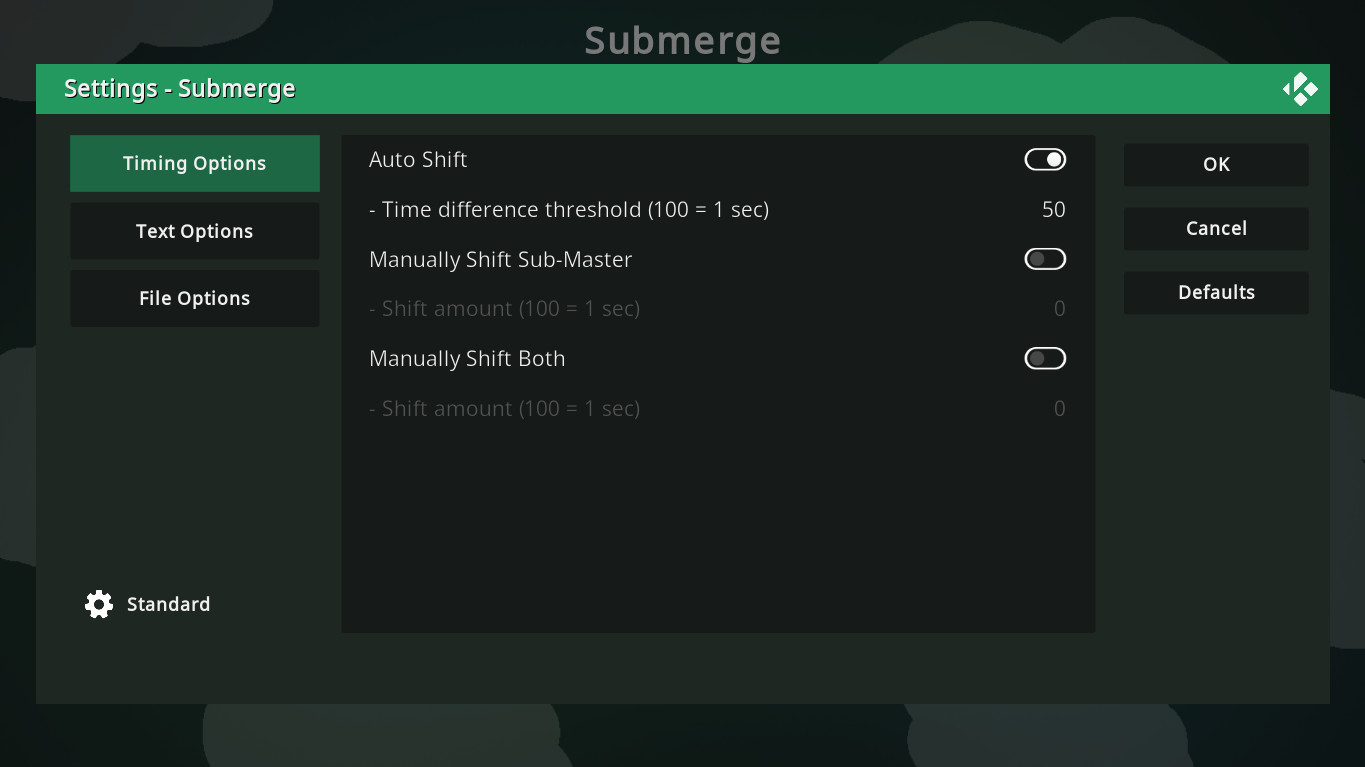 Submerge
Settings - Submerge
Timing Options
Text Options
File Options
Standard
Auto Shift
- Time difference threshold (100 = 1 sec) 50
Manually Shift Sub-Master
- Shift amount (100 = 1 sec) 0
Manually Shift Both
- Shift amount (100 = 1 sec) 0
OK
Cancel
Defaults